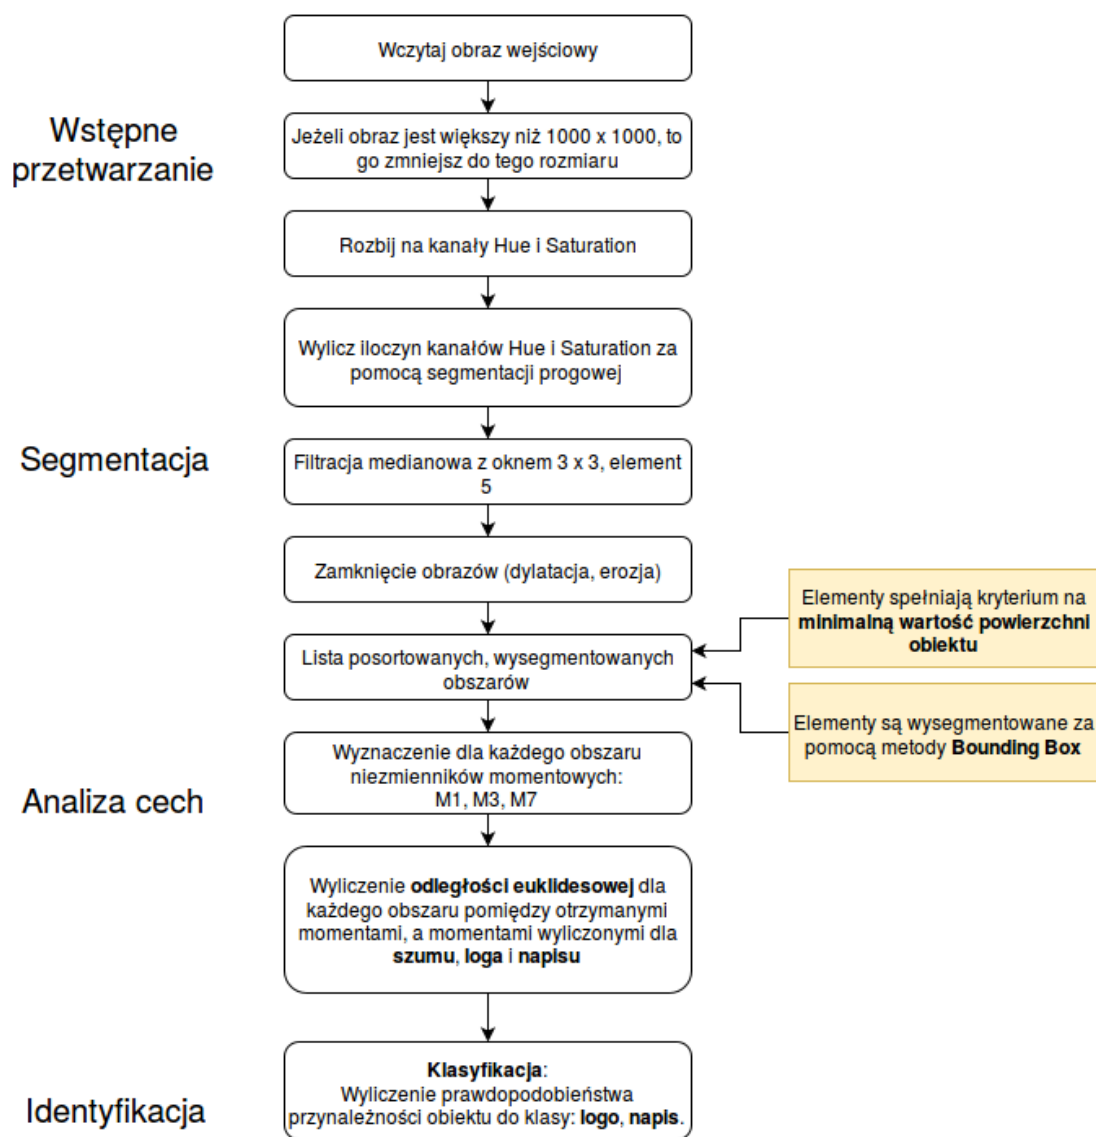 Wczytaj obraz wejściowy
Wstępne
przetwarzanie
Jeżeli obraz jest większy niż 1000 x 1000, to
go zmniejsz do tego rozmiaru
Rozbij na kanały Hue i Saturation
Wylicz iloczyn kanałów Hue i Saturation za
pomocą segmentacji progowej
Segmentacja
Filtracja medianowa z oknem 3 x 3, element
5
Zamknięcie obrazów (dylatacja, erozja)
Elementy spełniają kryterium na
minimalną wartość powierzchni
obiektu
Lista posortowanych, wysegmentowanych
obszarów
Elementy są wysegmentowane za
pomocą metody Bounding Box
Analiza cech
Wyznaczenie dla każdego obszaru
niezmienników momentowych:
M1, M3, M7
Wyliczenie odległości euklidesowej dla
każdego obszaru pomiędzy otrzymanymi
momentami, a momentami wyliczonymi dla
szumu, loga i napisu
Identyfikacja
Klasyfikacja:
Wyliczenie prawdopodobieństwa
przynależności obiektu do klasy: logo, napis.